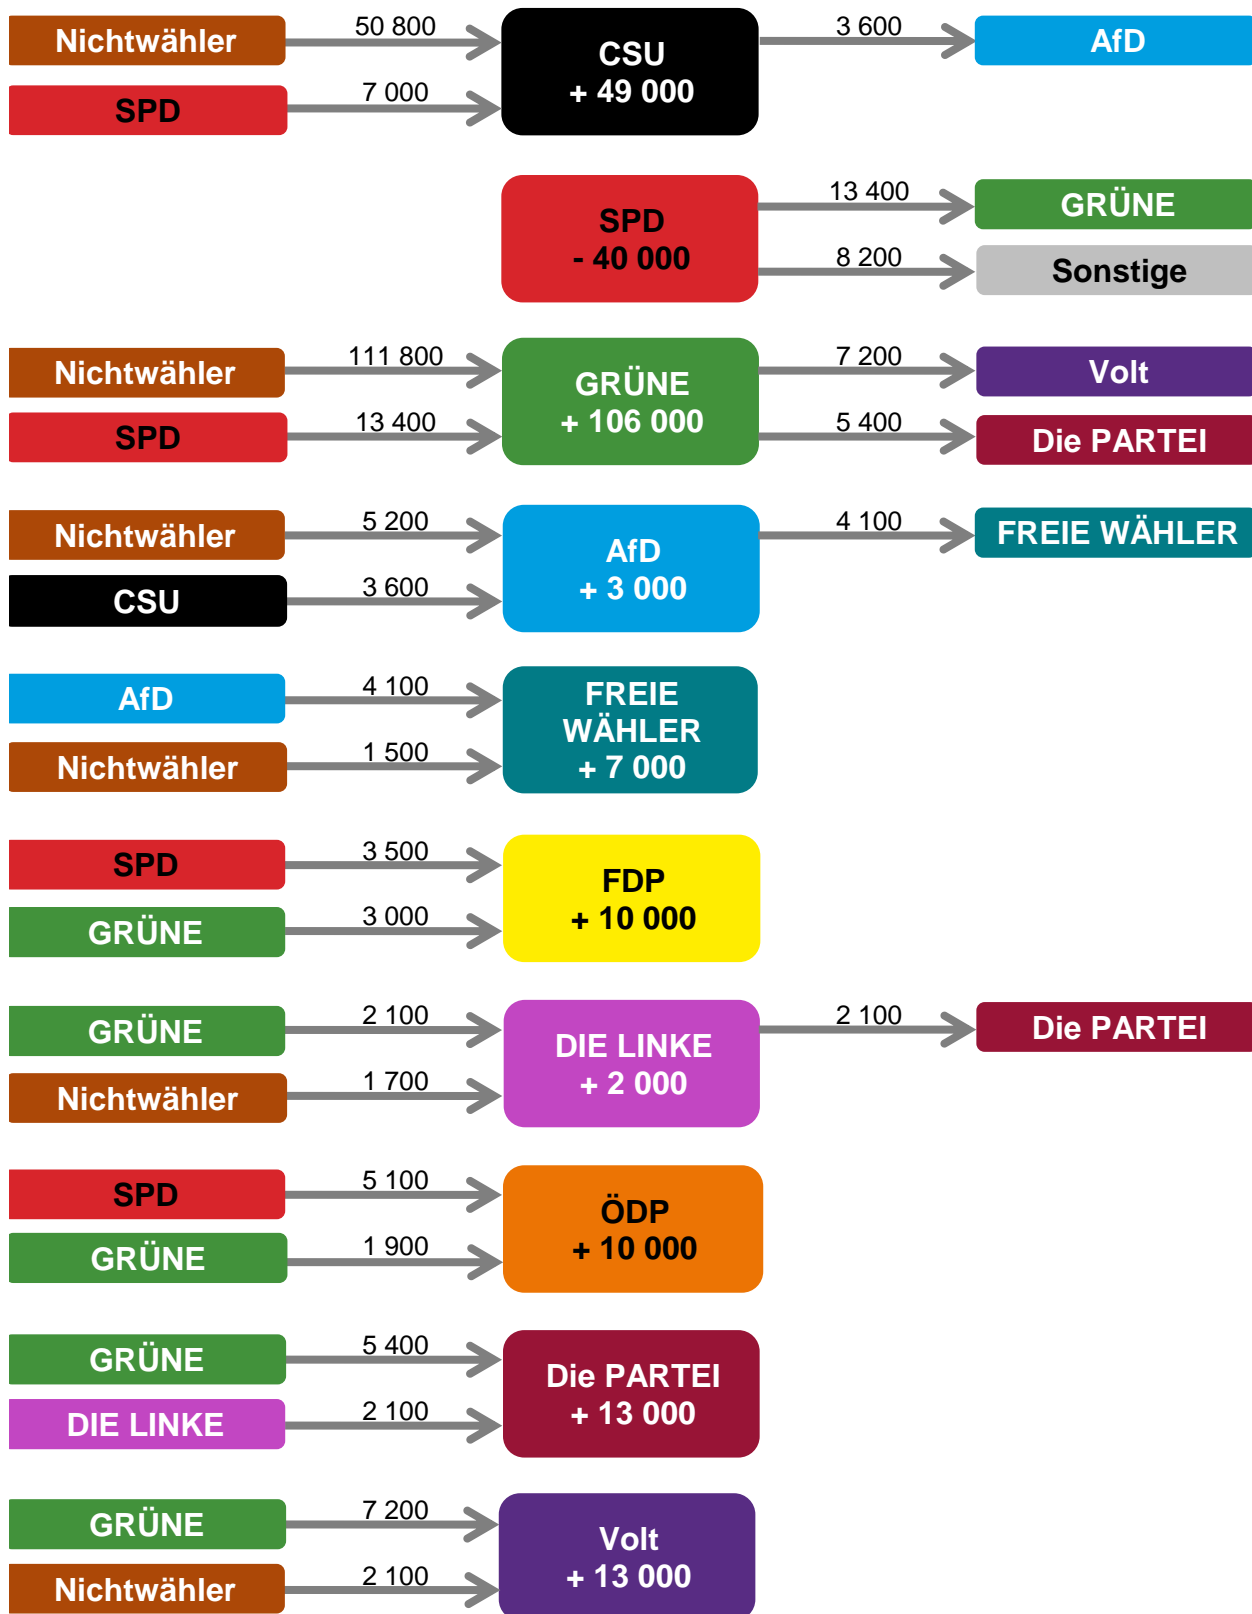 Nichtwähler
50 800
CSU
+ 49 000
3 600
AfD
SPD
7 000
SPD
- 40 000
13 400
GRÜNE
8 200
Sonstige
Nichtwähler
111 800
GRÜNE
+ 106 000
7 200
Volt
SPD
13 400
5 400
Die PARTEI
Nichtwähler
5 200
AfD
+ 3 000
4 100
FREIE WÄHLER
CSU
3 600
AfD
4 100
FREIE
WÄHLER
+ 7 000
Nichtwähler
1 500
SPD
3 500
FDP
+ 10 000
GRÜNE
3 000
GRÜNE
2 100
DIE LINKE
+ 2 000
2 100
Die PARTEI
Nichtwähler
1 700
SPD
5 100
ÖDP
+ 10 000
GRÜNE
1 900
GRÜNE
5 400
Die PARTEI
+ 13 000
DIE LINKE
2 100
GRÜNE
7 200
Volt
+ 13 000
Nichtwähler
2 100